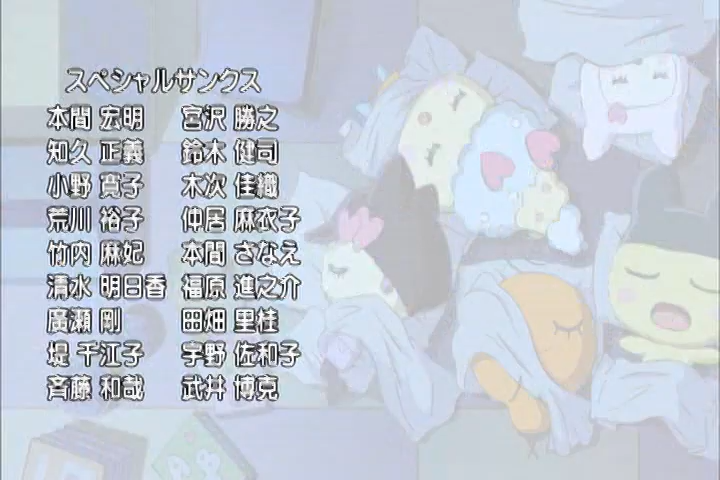 スペシャルサンクス
本間 宏明 宮沢 勝之
知久 正義 鈴木 健司
小野 寛子 木次 佳織
荒川 裕子 仲居 麻衣子
竹内 麻妃 本間 さなえ
清水 明日香 福原 進之介
廣瀬 剛 田畑 里桂
堤 千江子 宇野 佐和子
斉藤 和哉 武井 博克